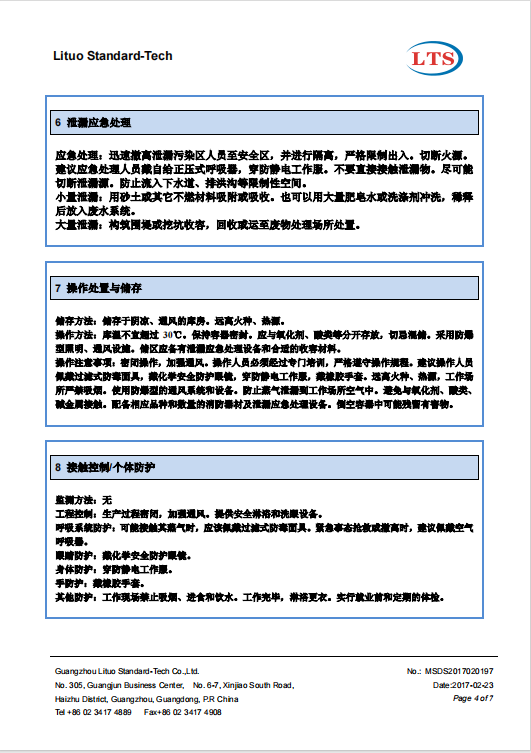 Lituo Standard-Tech
LTS
6 泄漏应急处理
应急处理：迅速撤离泄漏污染区人员至安全区，并进行隔离，严格限制出入。切断火源。
建议应急处理人员戴自给正压式呼吸器，穿防静电工作服。不要直接接触泄漏物。尽可能
切断泄漏源。防止流入下水道、排洪沟等限制性空间。
小量泄漏：用砂土或其它不燃材料吸附或吸收。也可以用大量肥皂水或洗涤剂冲洗，稀释
后放入废水系统。
大量泄漏：构筑围堤或挖坑收容，回收或运至废物处理场所处置。
7 操作处置与储存
储存方法：储存于阴凉、通风的库房。远离火种、热源。
操作方法：库温不宜超过 30℃。保持容器密封。应与氧化剂、酸类等分开存放，切忌混储。采用防爆
型照明、通风设施。储区应备有泄漏应急处理设备和合适的收容材料。
操作注意事项：密闭操作，加强通风。操作人员必须经过专门培训，严格遵守操作规程。建议操作人员
佩戴过滤式防毒面具，戴化学安全防护眼镜，穿防静电工作服，戴橡胶手套。远离火种、热源，工作场
所严禁吸烟。使用防爆型的通风系统和设备。防止蒸气泄漏到工作场所空气中。避免与氧化剂、酸类、
碱金属接触。配备相应品种和数量的消防器材及泄漏应急处理设备。倒空容器中可能残留有害物。
8 接触控制/个体防护
监测方法：无
工程控制：生产过程密闭，加强通风。提供安全淋浴和洗眼设备。
呼吸系统防护：可能接触其蒸气时，应该佩戴过滤式防毒面具。紧急事态抢救或撤离时，建议佩戴空气
呼吸器。
眼睛防护：戴化学安全防护眼镜。
身体防护：穿防静电工作服。
手防护：戴橡胶手套。
其他防护：工作现场禁止吸烟、进食和饮水。工作完毕，淋浴更衣。实行就业前和定期的体检。
Guangzhou Lituo Standard-Tech Co.,Ltd. No.: MSDS2017020197
No. 305, Guangjun Business Center, No. 6-7, Xinjiao South Road, Date:2017-02-23
Haizhu District, Guangzhou, Guangdong, P.R China Page 4 of 7
Tel +86 02 3417 4889 Fax+86 02 3417 4908